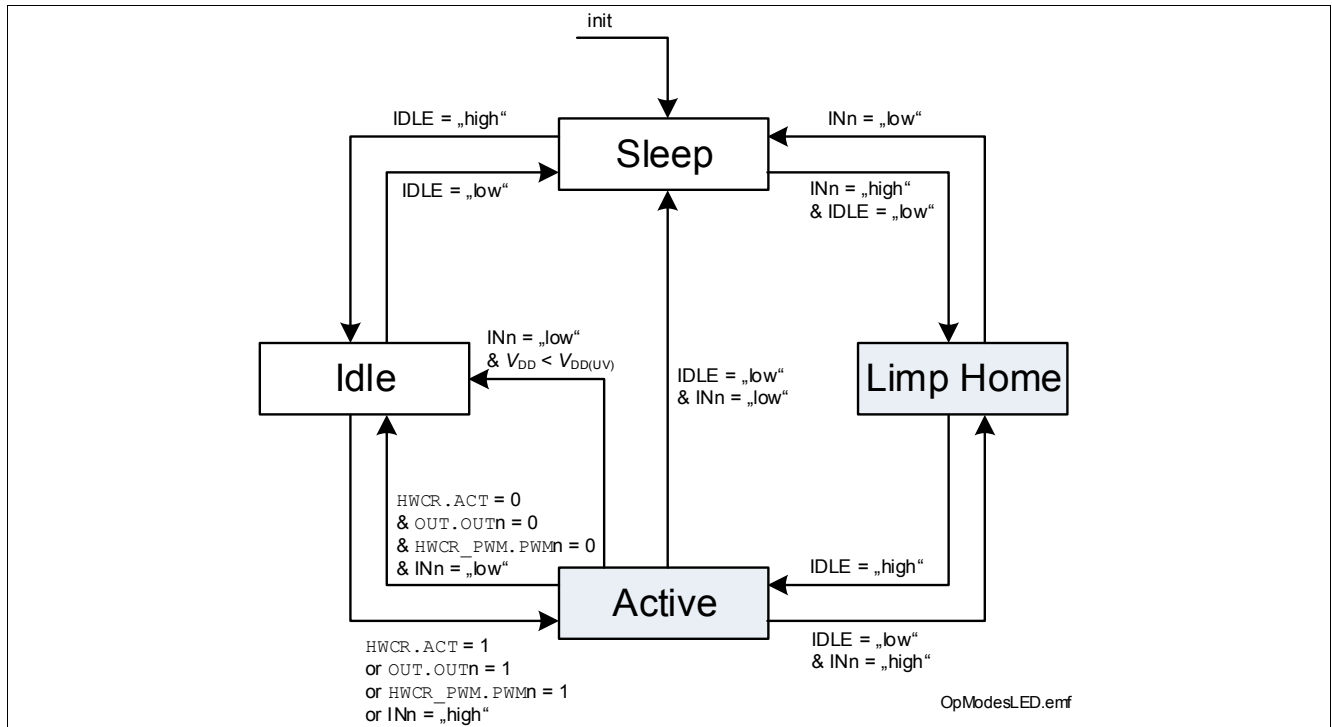 init
IDLE = „high“
INn = „low“
Sleep
IDLE = „low“
INn = „high“
& IDLE = „low“
INn = „low“
& VDD < VDD(UV)
Idle
IDLE = „low“
& INn = „low“
Limp Home
HWCR.ACT = 0
& OUT.OUTn = 0
& HWCR_PWM.PWMn = 0
& INn = „low“
IDLE = „high“
Active
HWCR.ACT = 1
or OUT.OUTn = 1
or HWCR_PWM.PWMn = 1
or INn = „high“
IDLE = „low“
& INn = „high“
OpModesLED.emf